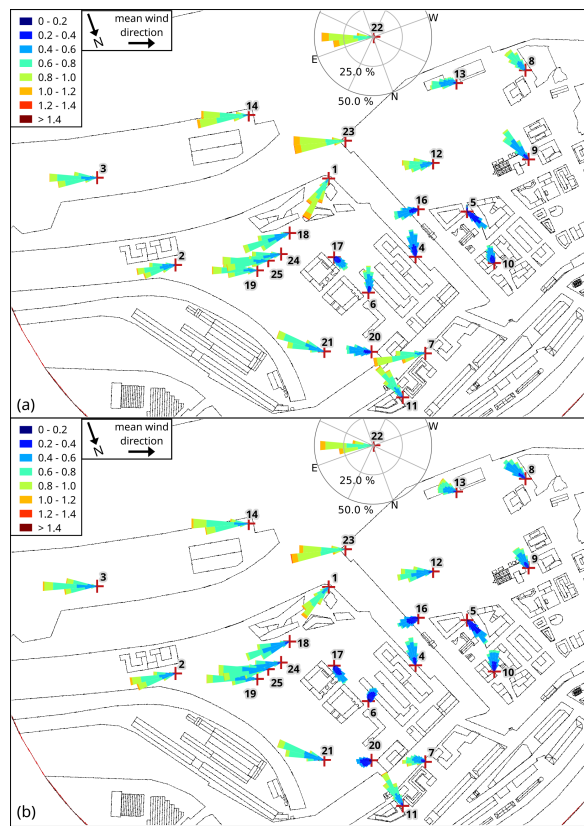 0 - 0.2
0.2 - 0.4
0.4 - 0.6
0.6 - 0.8
0.8 - 1.0
1.0 - 1.2
1.2 - 1.4
> 1.4
N
mean wind
direction
22
W
E
N
25.0 %
50.0 %
8
13
14
23
12
9
3
1
16
5
18
17
4
2
24
10
25
19
6
21
20
7
11
(a)
0 - 0.2
0.2 - 0.4
0.4 - 0.6
0.6 - 0.8
0.8 - 1.0
1.0 - 1.2
1.2 - 1.4
> 1.4
N
mean wind
direction
22
W
E
N
25.0 %
50.0 %
8
13
14
23
12
9
3
1
16
5
18
17
4
2
24
10
25
19
6
21
20
7
11
(b)